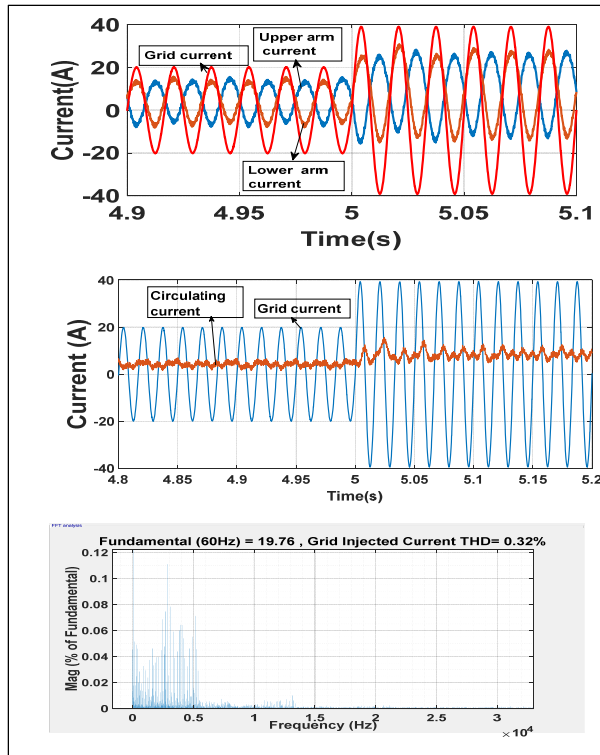 40
20
0
-20
-40
Current(A)
Grid current
Upper arm
current
Lower arm
current
4.9
4.95
5
5.05
5.1
Time(s)
40
20
0
-20
-40
Current (A)
Circulating
current
Grid current
4.8
4.85
4.9
4.95
5
5.05
5.1
5.15
5.2
Time(s)
FFT analysis
Fundamental (60Hz) = 19.76 , Grid Injected Current THD= 0.32%
0.12
0.1
0.08
0.06
0.04
0.02
0
Mag (% of Fundamental)
0
0.5
1
1.5
2
2.5
3
Frequency (Hz)
× 10⁴